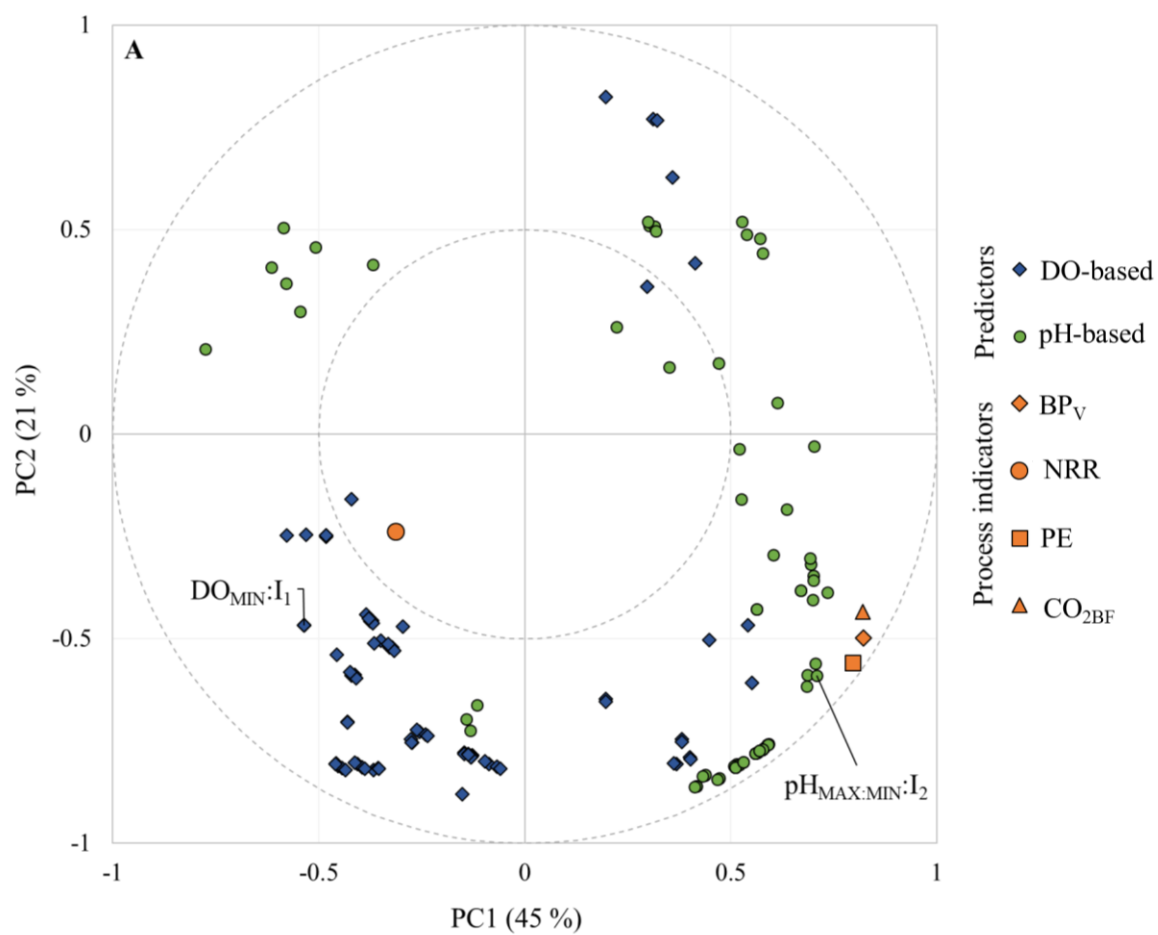 A
1
0.5
0
-0.5
-1
-1
-0.5
0
0.5
1
PC2 (21 %)
PC1 (45 %)
DO_MIN:I_1
pH_MAX:MIN:I_2
Predictors
DO-based
pH-based
Process indicators
BP_V
NRR
PE
CO_2BF